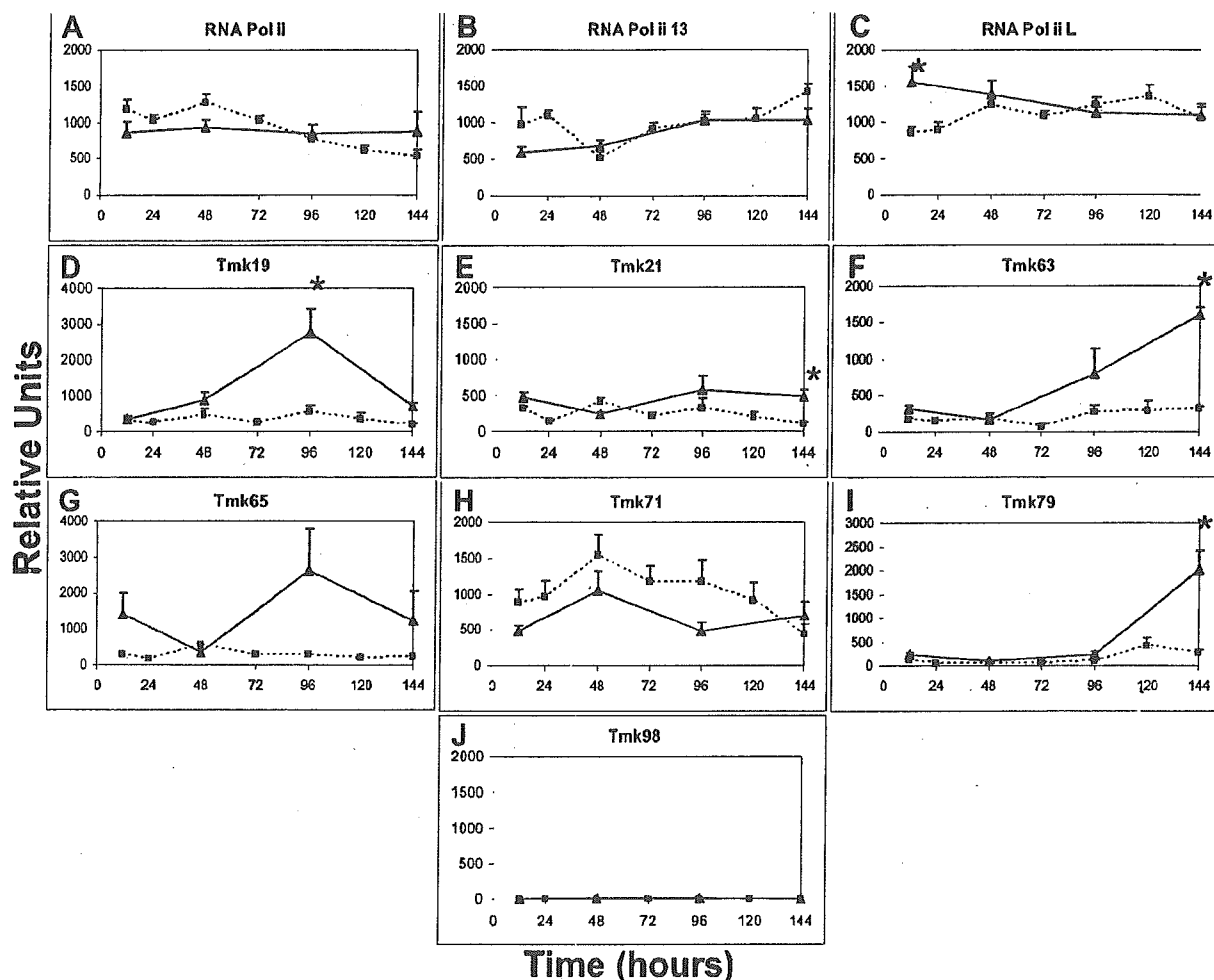 A RNA Pol ii
2000
1500
1000
500
0
0 24 48 72 96 120 144
B RNA Pol ii 13
2000
1500
1000
500
0
0 24 48 72 96 120 144
C RNA Pol ii L
2000
1500
1000
500
0
0 24 48 72 96 120 144
*
D Tmk19
4000
3000
2000
1000
0
0 24 48 72 96 120 144
*
E Tmk21
2000
1500
1000
500
0
0 24 48 72 96 120 144
*
F Tmk63
2000
1500
1000
500
0
0 24 48 72 96 120 144
*
G Tmk65
4000
3000
2000
1000
0
0 24 48 72 96 120 144
H Tmk71
2000
1500
1000
500
0
0 24 48 72 96 120 144
I Tmk79
3000
2500
2000
1500
1000
500
0
0 24 48 72 96 120 144
*
J Tmk98
2000
1500
1000
500
0
0 24 48 72 96 120 144
Relative Units
Time (hours)